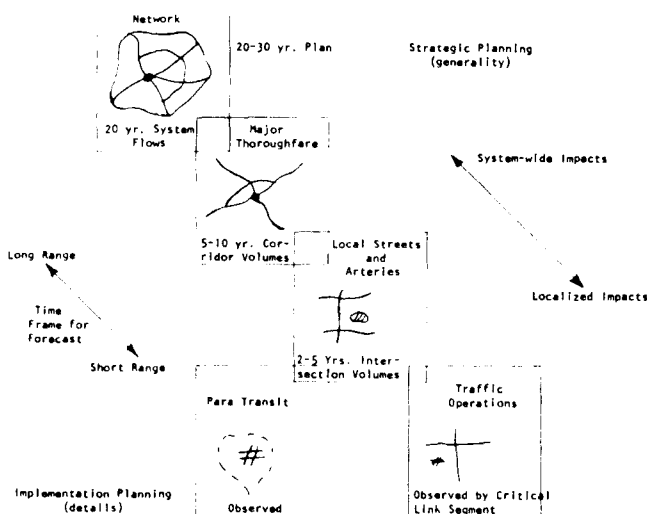 Network
20-30 yr. Plan
Strategic Planning
(generality)
20 yr. System
Flows
Major
Thoroughfare
System-wide Impacts
5-10 yr. Cor-
ridor Volumes
Local Streets
and
Arteries
Long Range
Time
Frame for
Forecast
Short Range
Localized Impacts
2-5 Yrs. Inter-
section Volumes
Para Transit
Traffic
Operations
Implementation Planning
(details)
Observed
Observed by Critical
Link Segment